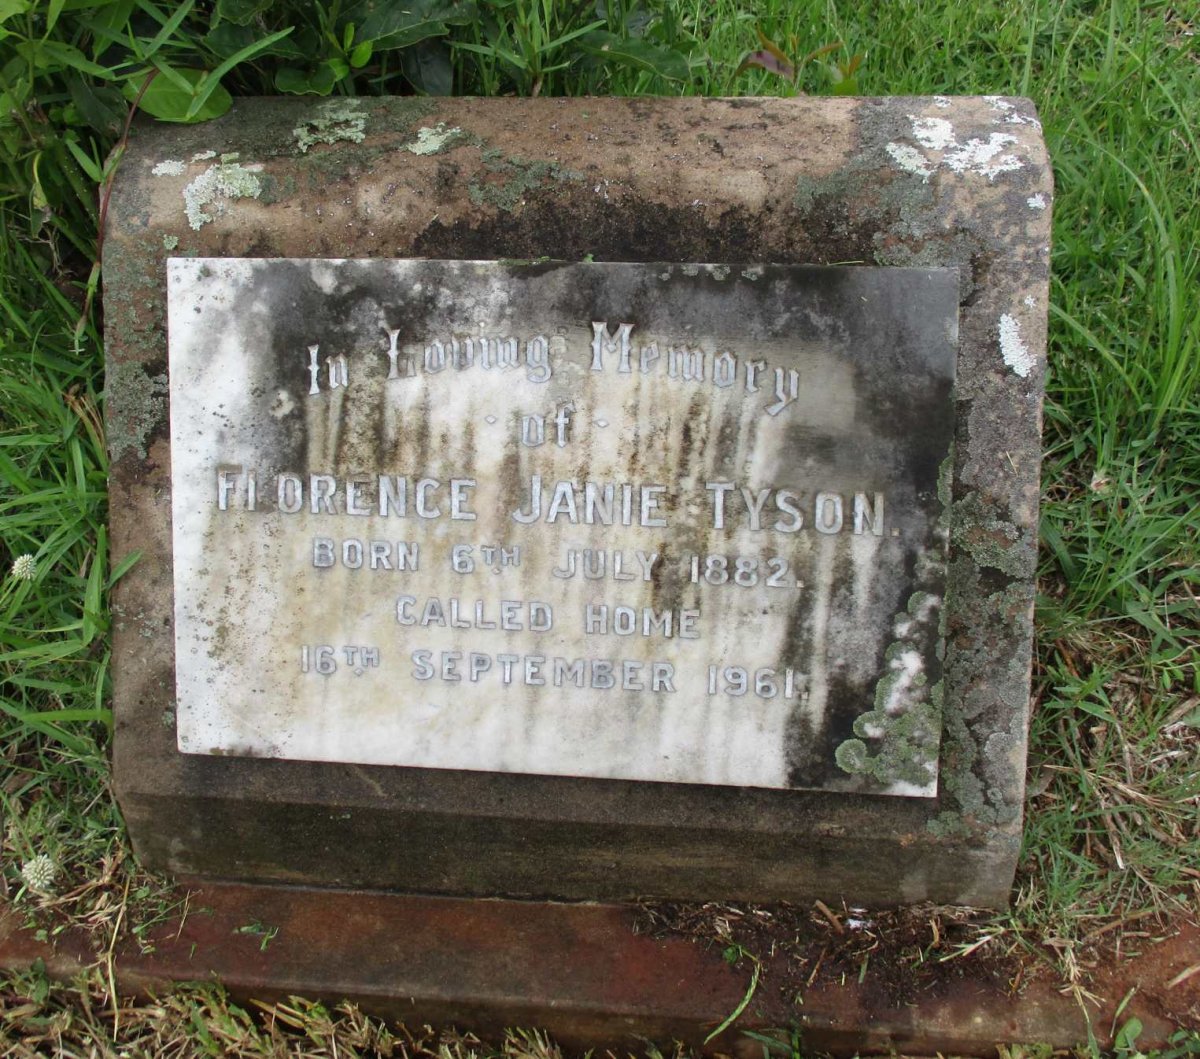 In Loving Memory
· of ·
FLORENCE JANIE TYSON.
BORN 6TH JULY 1882.
CALLED HOME
16TH SEPTEMBER 1961.